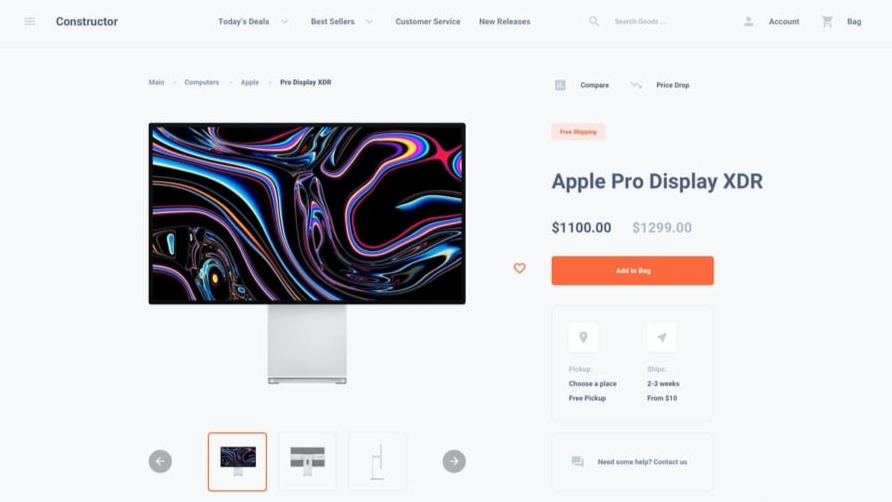 Constructor
Today's Deals
Best Sellers
Customer Service
New Releases
Search Goods ...
Account
Bag
Main
Computers
Apple
Pro Display XDR
Compare
Price Drop
Free Shipping
Apple Pro Display XDR
$1100.00
$1299.00
Add to Bag
Pickup:
Choose a place
Free Pickup
Ships:
2-3 weeks
From $10
Need some help? Contact us